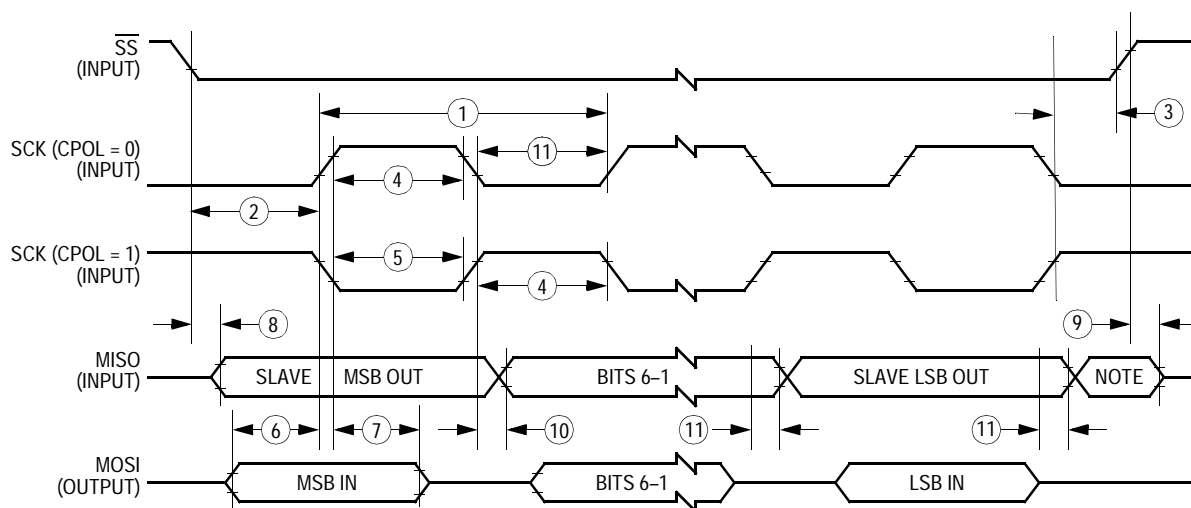 SS
(INPUT)
1
3
SCK (CPOL = 0)
(INPUT)
11
4
2
SCK (CPOL = 1)
(INPUT)
5
4
8
9
MISO
(INPUT)
SLAVE MSB OUT
BITS 6–1
SLAVE LSB OUT
NOTE
6
7
10
11
11
MOSI
(OUTPUT)
MSB IN
BITS 6–1
LSB IN